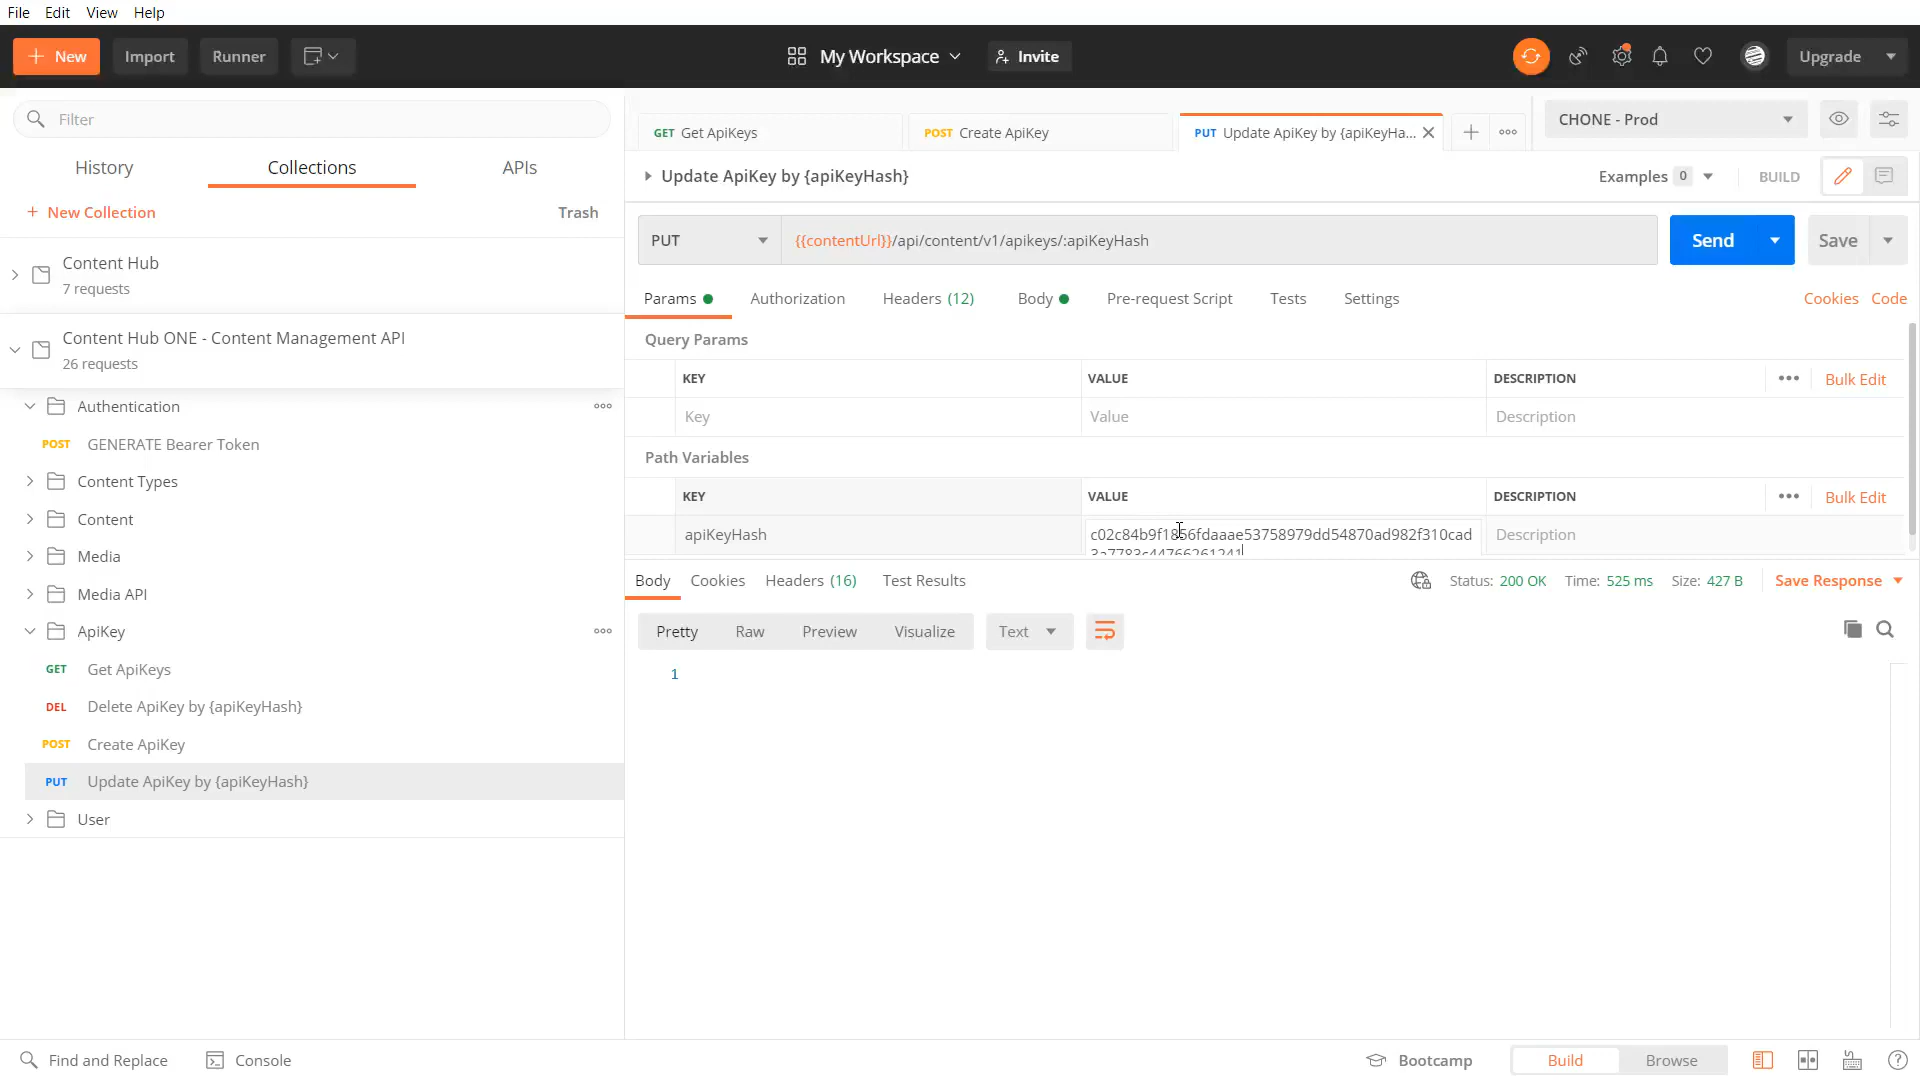 File Edit View Help
New Import Runner My Workspace Invite Upgrade
Filter
History Collections APIs
+ New Collection Trash
Content Hub
7 requests
Content Hub ONE - Content Management API
26 requests
Authentication
POST GENERATE Bearer Token
Content Types
Content
Media
Media API
ApiKey
GET Get ApiKeys
DEL Delete ApiKey by {apiKeyHash}
POST Create ApiKey
PUT Update ApiKey by {apiKeyHash}
User
GET Get ApiKeys POST Create ApiKey PUT Update ApiKey by {apiKeyHa... CHONE - Prod
Update ApiKey by {apiKeyHash} Examples 0 BUILD
PUT {{contentUrl}}/api/content/v1/apikeys/:apiKeyHash Send Save
Params Authorization Headers (12) Body Pre-request Script Tests Settings Cookies Code
Query Params
KEY VALUE DESCRIPTION Bulk Edit
Key Value Description
Path Variables
KEY VALUE DESCRIPTION Bulk Edit
apiKeyHash c02c84b9f1856fdaaae53758979dd54870ad982f310cad Description
3a7783c44766261241
Body Cookies Headers (16) Test Results Status: 200 OK Time: 525 ms Size: 427 B Save Response
Pretty Raw Preview Visualize Text
1
Find and Replace Console Bootcamp Build Browse